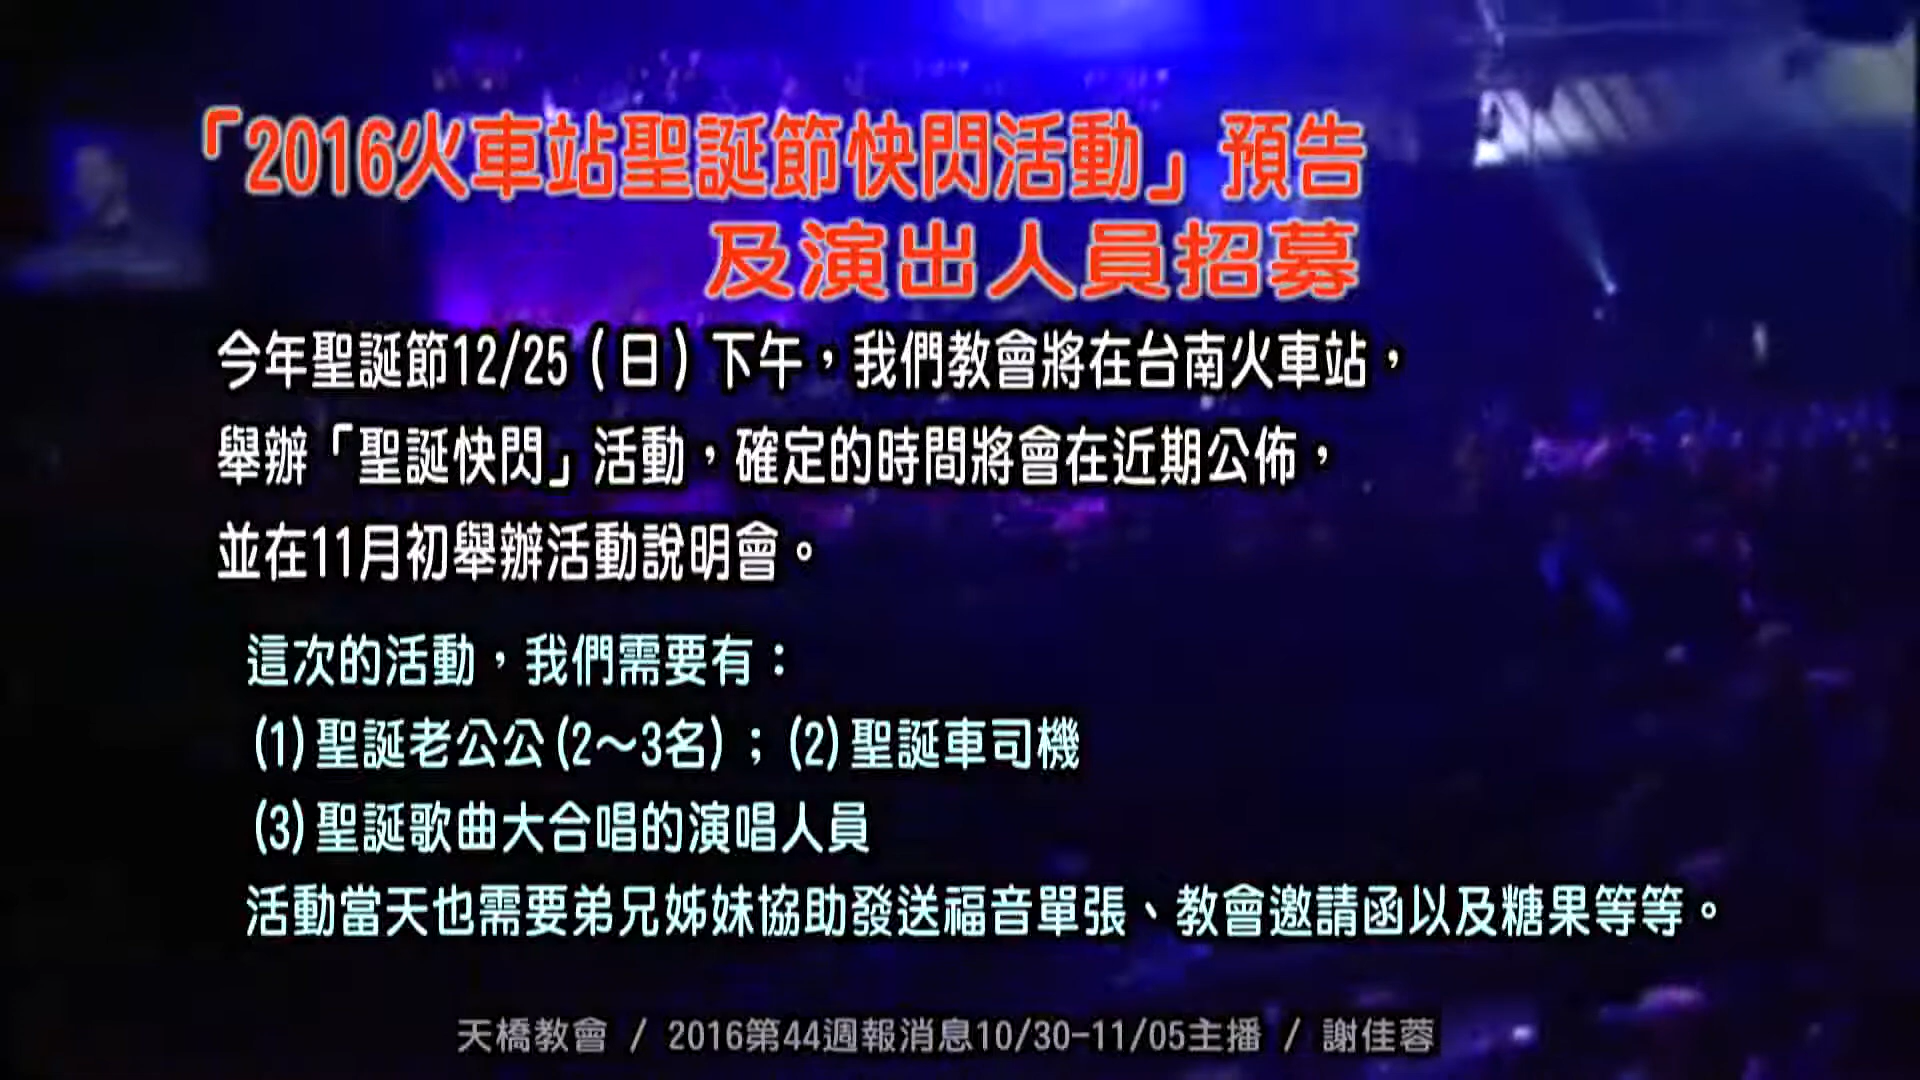 「2016火車站聖誕節快閃活動」預告
及演出人員招募
今年聖誕節12/25（日）下午，我們教會將在台南火車站，
舉辦「聖誕快閃」活動，確定的時間將會在近期公佈，
並在11月初舉辦活動說明會。
這次的活動，我們需要有：
(1)聖誕老公公(2～3名)；(2)聖誕車司機
(3)聖誕歌曲大合唱的演唱人員
活動當天也需要弟兄姊妹協助發送福音單張、教會邀請函以及糖果等等。
天橋教會 / 2016第44週報消息10/30-11/05主播 / 謝佳蓉